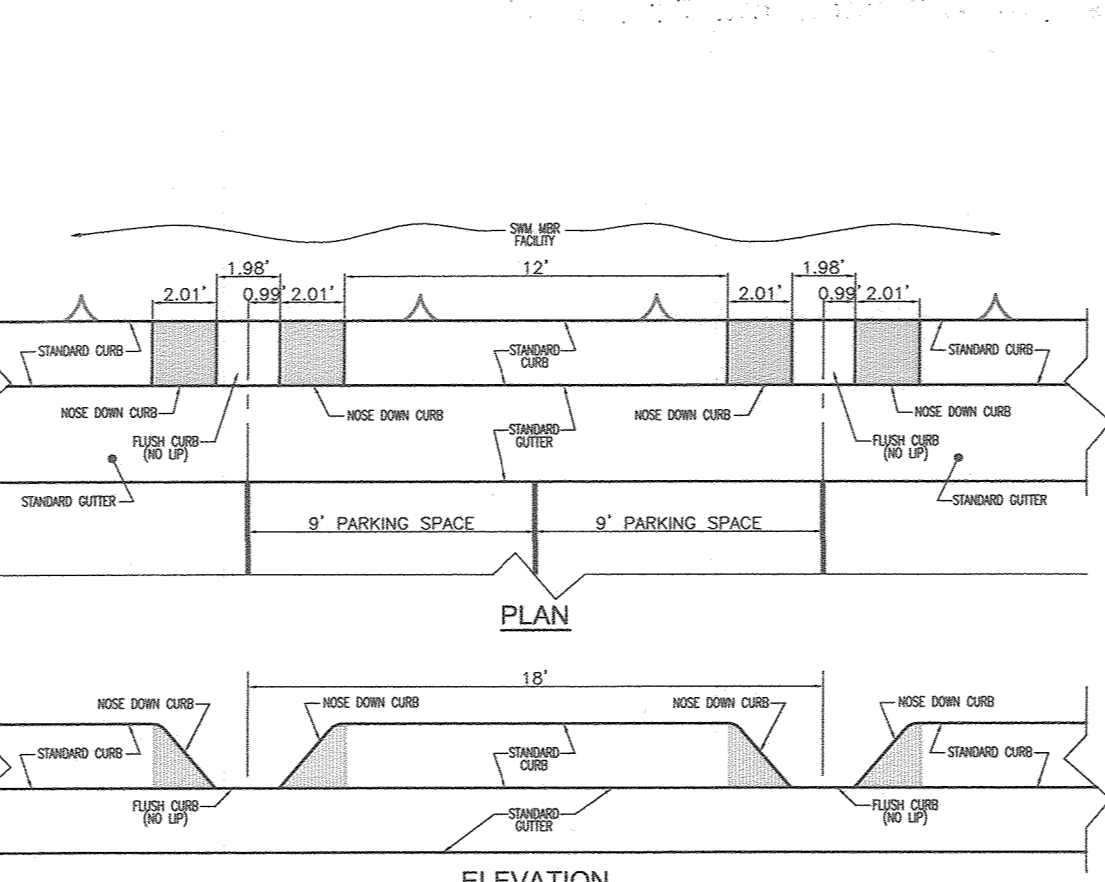 SWM MBR
FACILITY
1.98'
12'
1.98'
2.01'
0.99'
2.01'
2.01'
0.99'
2.01'
STANDARD CURB
STANDARD
CURB
STANDARD CURB
NOSE DOWN CURB
NOSE DOWN CURB
NOSE DOWN CURB
NOSE DOWN CURB
FLUSH CURB
(NO LIP)
STANDARD
GUTTER
FLUSH CURB
(NO LIP)
STANDARD GUTTER
STANDARD GUTTER
9' PARKING SPACE
9' PARKING SPACE
PLAN
18'
NOSE DOWN CURB
NOSE DOWN CURB
NOSE DOWN CURB
NOSE DOWN CURB
STANDARD CURB
STANDARD
CURB
STANDARD CURB
FLUSH CURB
(NO LIP)
STANDARD
GUTTER
FLUSH CURB
(NO LIP)
ELEVATION